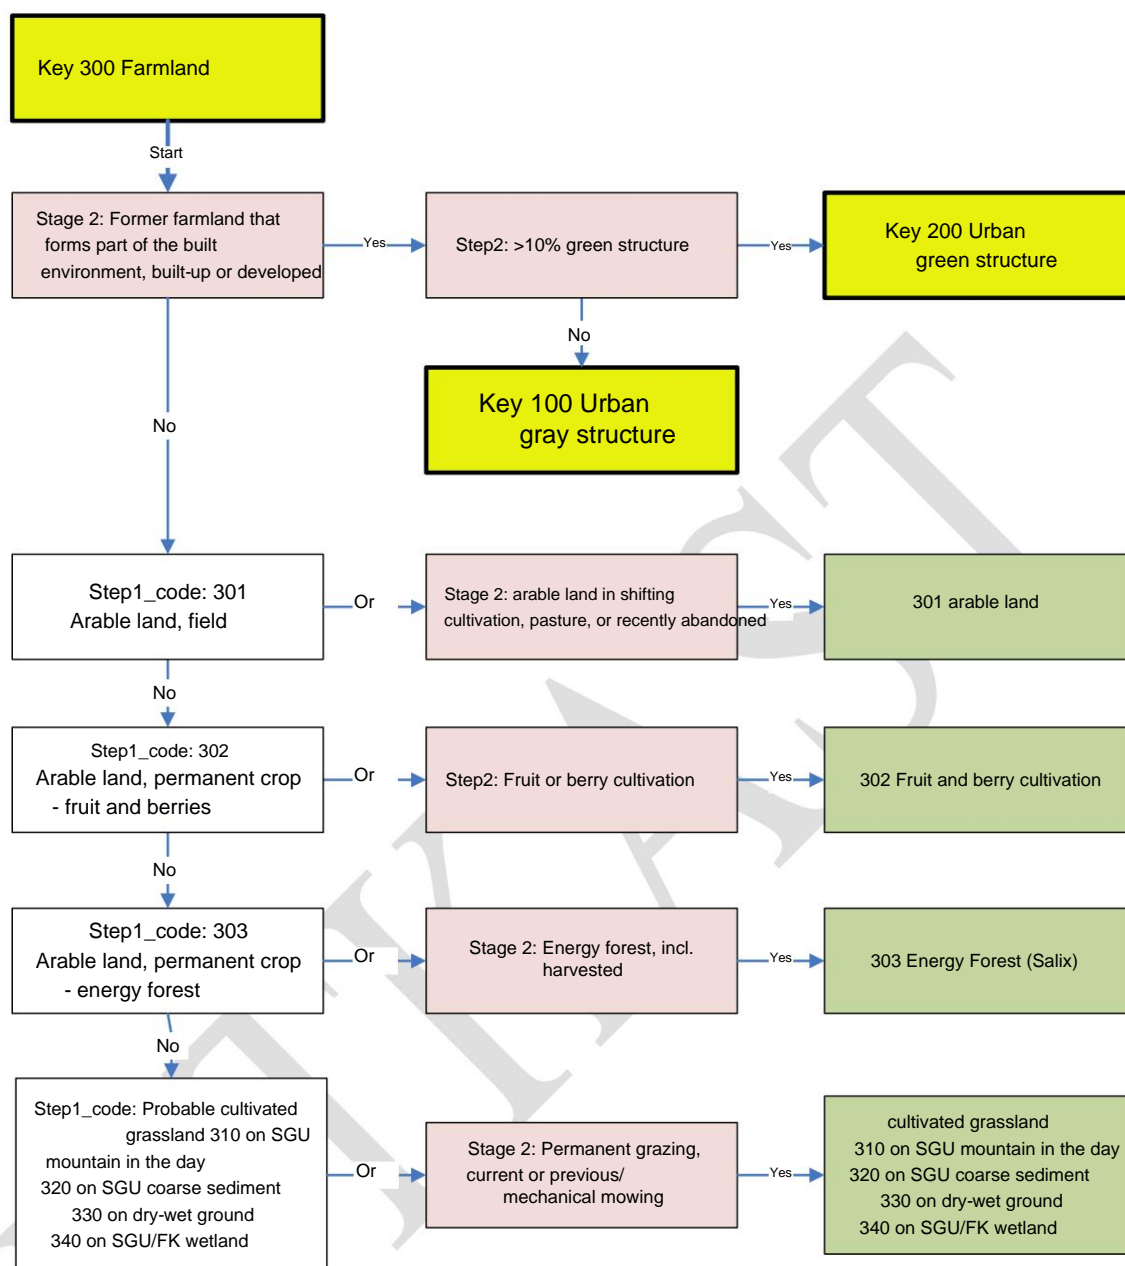 Key 300 Farmland
Start
Stage 2: Former farmland that
forms part of the built
environment, built-up or developed
Yes
Step2: >10% green structure
Yes
Key 200 Urban
green structure
No
Key 100 Urban
gray structure
No
Step1_code: 301
Arable land, field
Or
Stage 2: arable land in shifting
cultivation, pasture, or recently abandoned
Yes
301 arable land
No
Step1_code: 302
Arable land, permanent crop
- fruit and berries
Or
Step2: Fruit or berry cultivation
Yes
302 Fruit and berry cultivation
No
Step1_code: 303
Arable land, permanent crop
- energy forest
Or
Stage 2: Energy forest, incl.
harvested
Yes
303 Energy Forest (Salix)
No
Step1_code: Probable cultivated
grassland 310 on SGU
mountain in the day
320 on SGU coarse sediment
330 on dry-wet ground
340 on SGU/FK wetland
Or
Stage 2: Permanent grazing,
current or previous/
mechanical mowing
Yes
cultivated grassland
310 on SGU mountain in the day
320 on SGU coarse sediment
330 on dry-wet ground
340 on SGU/FK wetland
TKAST